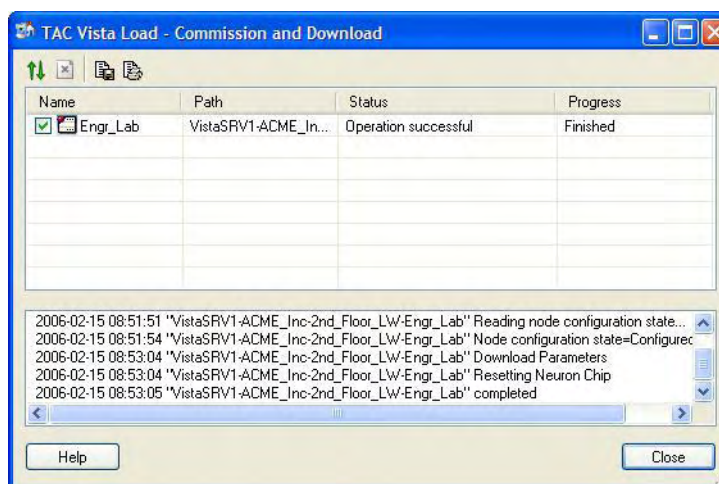 TAC Vista Load - Commission and Download
Name Path Status Progress
Engr_Lab VistaSRV1-ACME_In... Operation successful Finished
2006-02-15 08:51:51 "VistaSRV1-ACME_Inc-2nd_Floor_LW-Engr_Lab" Reading node configuration state...
2006-02-15 08:51:54 "VistaSRV1-ACME_Inc-2nd_Floor_LW-Engr_Lab" Node configuration state=Configured
2006-02-15 08:53:04 "VistaSRV1-ACME_Inc-2nd_Floor_LW-Engr_Lab" Download Parameters
2006-02-15 08:53:04 "VistaSRV1-ACME_Inc-2nd_Floor_LW-Engr_Lab" Resetting Neuron Chip
2006-02-15 08:53:05 "VistaSRV1-ACME_Inc-2nd_Floor_LW-Engr_Lab" completed
Help Close